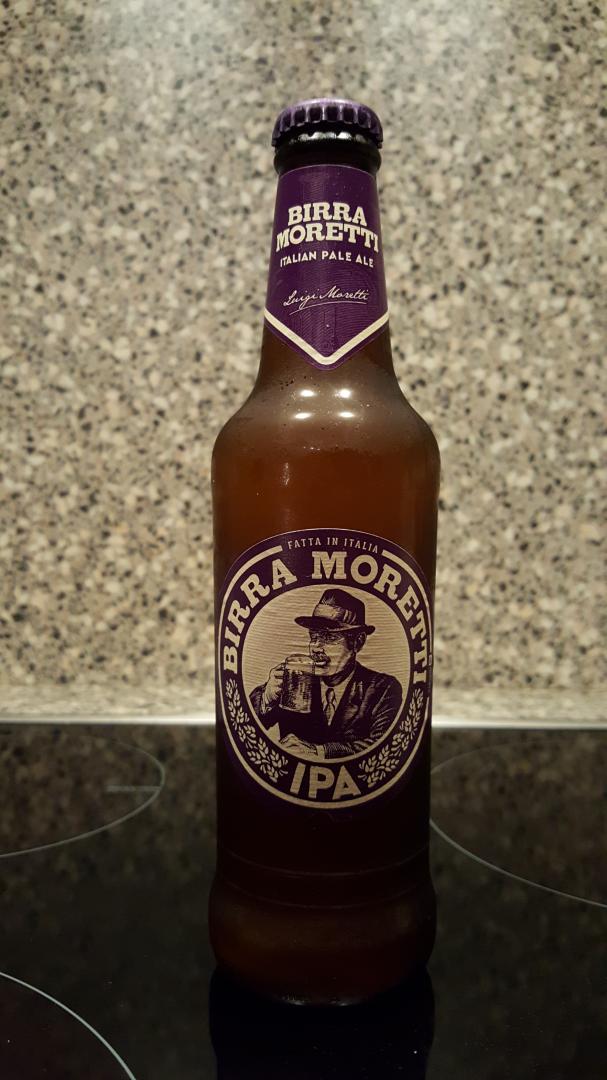 BIRRA
MORETTI
ITALIAN PALE ALE
Luigi Moretti
FATTA IN ITALIA
BIRRA MORETTI
IPA